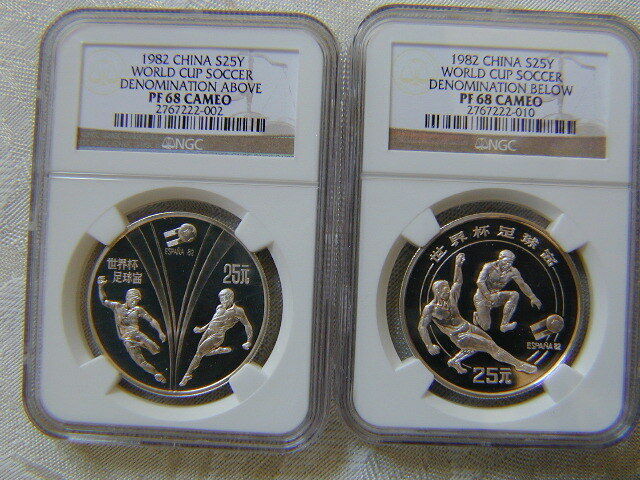 1982 CHINA S25Y
WORLD CUP SOCCER
DENOMINATION ABOVE
PF 68 CAMEO
2767222-002
NGC
ESPAÑA 82
世界杯
足球賽
25元
1982 CHINA S25Y
WORLD CUP SOCCER
DENOMINATION BELOW
PF 68 CAMEO
2767222-010
NGC
世界杯足球賽
ESPAÑA 82
25元